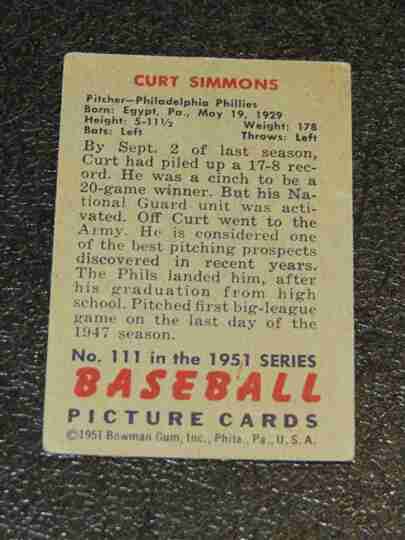 CURT SIMMONS
Pitcher—Philadelphia Phillies
Born: Egypt, Pa., May 19, 1929
Height: 5-11½ Weight: 178
Bats: Left Throws: Left
By Sept. 2 of last season,
Curt had piled up a 17-8 rec-
ord. He was a cinch to be a
20-game winner. But his Na-
tional Guard unit was acti-
vated. Off Curt went to the
Army. He is considered one
of the best pitching prospects
discovered in recent years.
The Phils landed him, after
his graduation from high
school. Pitched first big-league
game on the last day of the
1947 season.
No. 111 in the 1951 SERIES
BASEBALL
PICTURE CARDS
©1951 Bowman Gum, Inc., Phila., Pa., U.S.A.